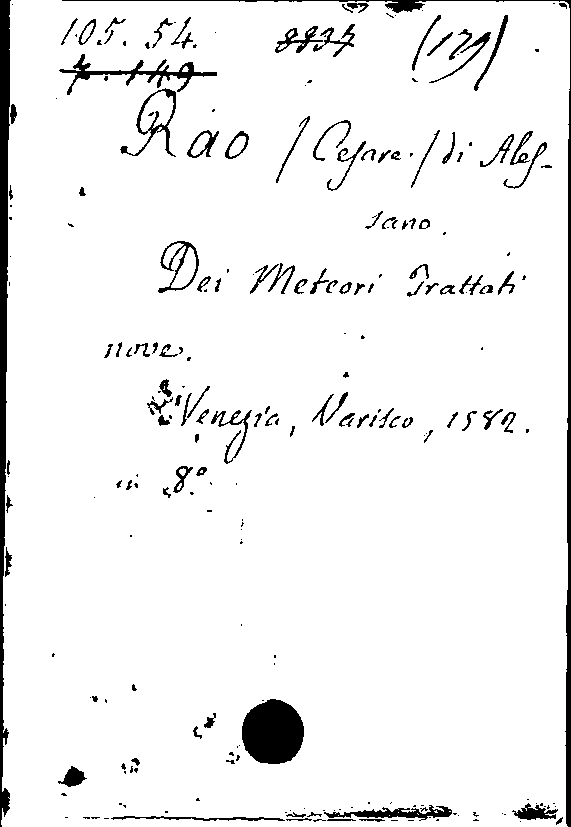 105. 54. 8837 (179)
7. 149
Rao / Cesare. / di Ales-
sano.
Dei Meteori Trattati
nove.
Venezia, Varisco, 1582.
in 8.°